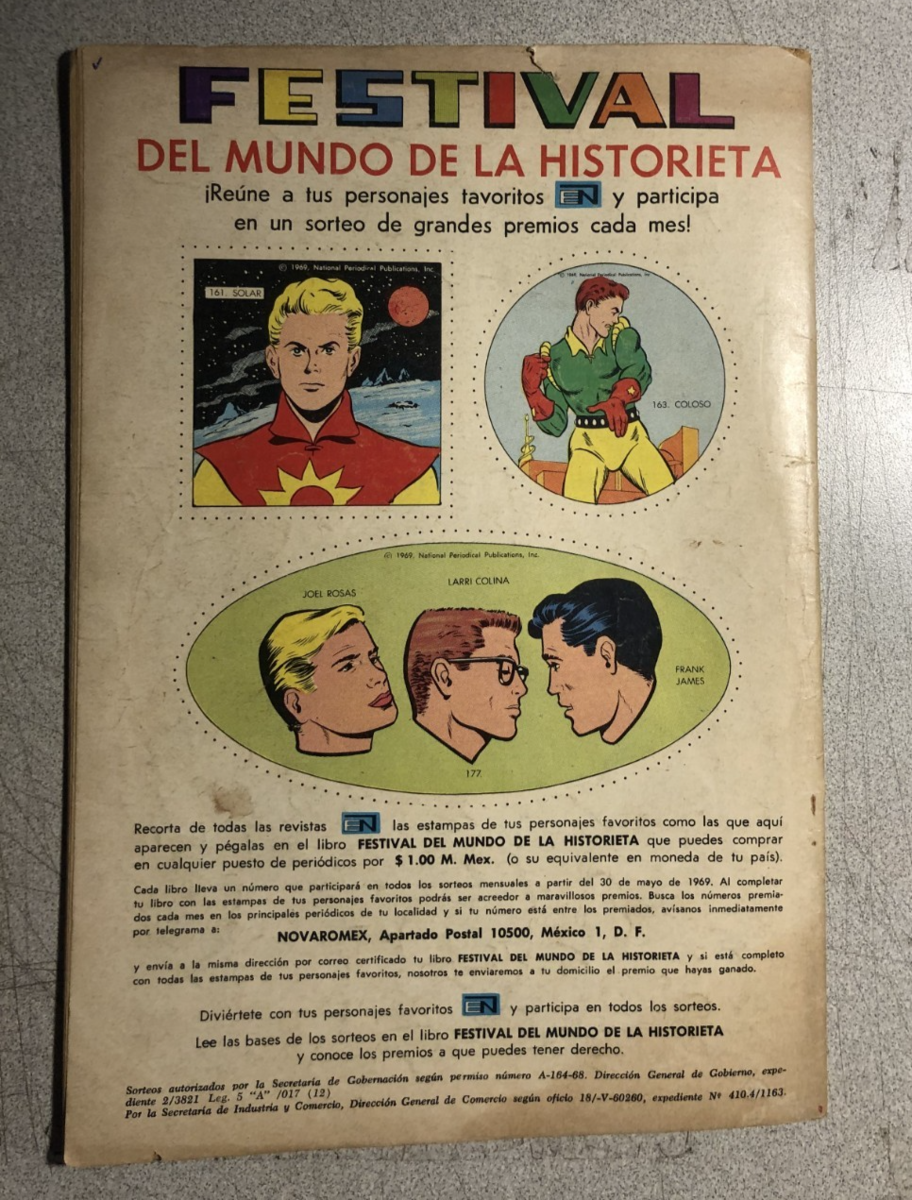 FESTIVAL
DEL MUNDO DE LA HISTORIETA
¡Reúne a tus personajes favoritos EN y participa
en un sorteo de grandes premios cada mes!
© 1969, National Periodical Publications, Inc.
161. SOLAR
© 1969, National Periodical Publications, Inc.
163. COLOSO
© 1969, National Periodical Publications, Inc.
JOEL ROSAS
LARRI COLINA
FRANK
JAMES
177.
Recorta de todas las revistas EN las estampas de tus personajes favoritos como las que aquí
aparecen y pégalas en el libro FESTIVAL DEL MUNDO DE LA HISTORIETA que puedes comprar
en cualquier puesto de periódicos por $1.00 M. Mex. (o su equivalente en moneda de tu país).
Cada libro lleva un número que participará en todos los sorteos mensuales a partir del 30 de mayo de 1969. Al completar
tu libro con las estampas de tus personajes favoritos podrás ser acreedor a maravillosos premios. Busca los números premia-
dos cada mes en los principales periódicos de tu localidad y si tu número está entre los premiados, avísanos inmediatamente
por telegrama a:
NOVAROMEX, Apartado Postal 10500, México 1, D. F.
y envía a la misma dirección por correo certificado tu libro FESTIVAL DEL MUNDO DE LA HISTORIETA y si está completo
con todas las estampas de tus personajes favoritos, nosotros te enviaremos a tu domicilio el premio que hayas ganado.
Diviértete con tus personajes favoritos EN y participa en todos los sorteos.
Lee las bases de los sorteos en el libro FESTIVAL DEL MUNDO DE LA HISTORIETA
y conoce los premios a que puedes tener derecho.
Sorteos autorizados por la Secretaría de Gobernación según permiso número A-164-68. Dirección General de Gobierno, expe-
diente 2/3821 Leg. 5 "A" /017 (12)
Por la Secretaría de Industria y Comercio, Dirección General de Comercio según oficio 18/-V-60260, expediente Nº 410.4/1163.